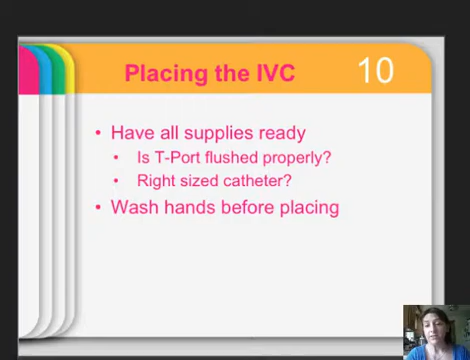 Placing the IVC
10
• Have all supplies ready
• Is T-Port flushed properly?
• Right sized catheter?
• Wash hands before placing